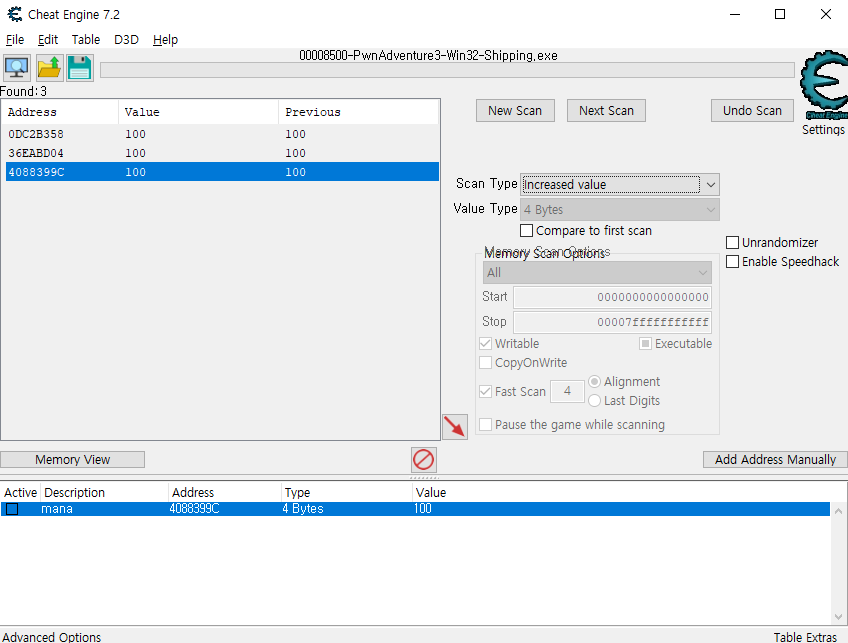 Cheat Engine 7.2
File Edit Table D3D Help
00008500-PwnAdventure3-Win32-Shipping.exe
Found: 3
Address Value Previous
0DC2B358 100 100
36EABD04 100 100
4088399C 100 100
New Scan Next Scan Undo Scan
Cheat Engine
Settings
Scan Type Increased value
Value Type 4 Bytes
Compare to first scan
Memory Scan Options
All
Start 0000000000000000
Stop 00007fffffffffff
Writable Executable
CopyOnWrite
Fast Scan 4 Alignment
Last Digits
Pause the game while scanning
Unrandomizer
Enable Speedhack
Memory View Add Address Manually
Active Description Address Type Value
mana 4088399C 4 Bytes 100
Advanced Options Table Extras